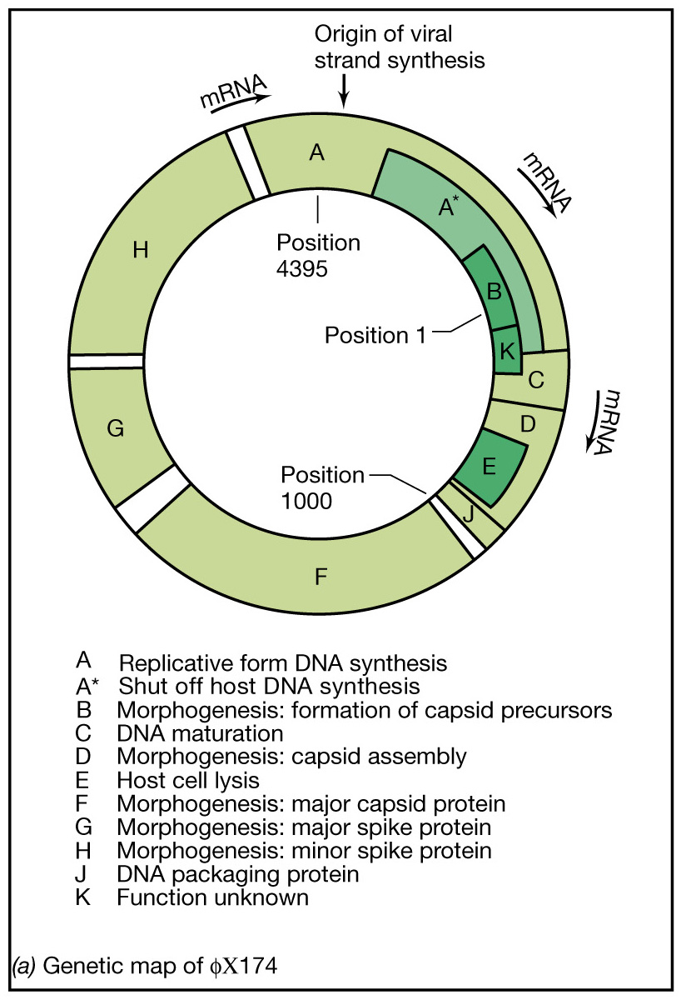 Origin of viral
strand synthesis
mRNA
A
mRNA
A*
Position
4395
H
B
Position 1
K
C
mRNA
D
G
E
Position
1000
J
F
A Replicative form DNA synthesis
A* Shut off host DNA synthesis
B Morphogenesis: formation of capsid precursors
C DNA maturation
D Morphogenesis: capsid assembly
E Host cell lysis
F Morphogenesis: major capsid protein
G Morphogenesis: major spike protein
H Morphogenesis: minor spike protein
J DNA packaging protein
K Function unknown
(a) Genetic map of ϕX174